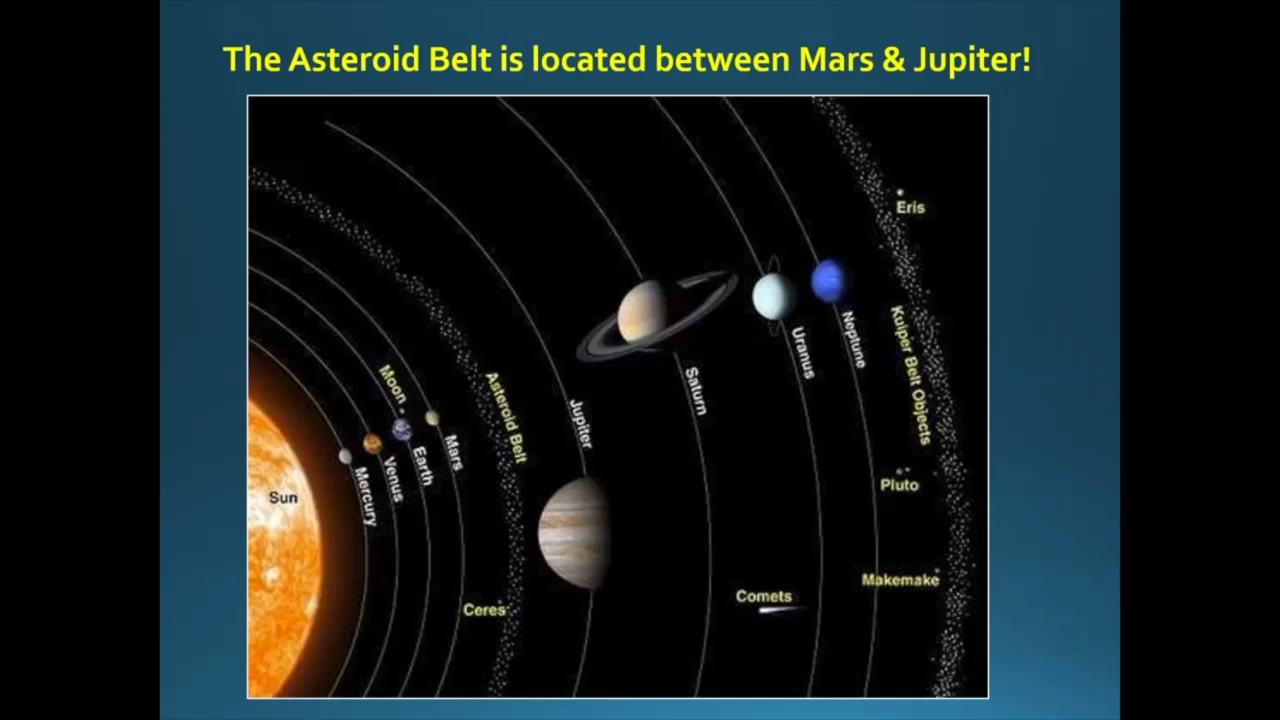 The Asteroid Belt is located between Mars & Jupiter!
Eris
Kuiper Belt Objects
Neptune
Uranus
Saturn
Moon
Asteroid Belt
Jupiter
Mars
Earth
Venus
Mercury
Sun
Pluto
Makemake
Comets
Ceres